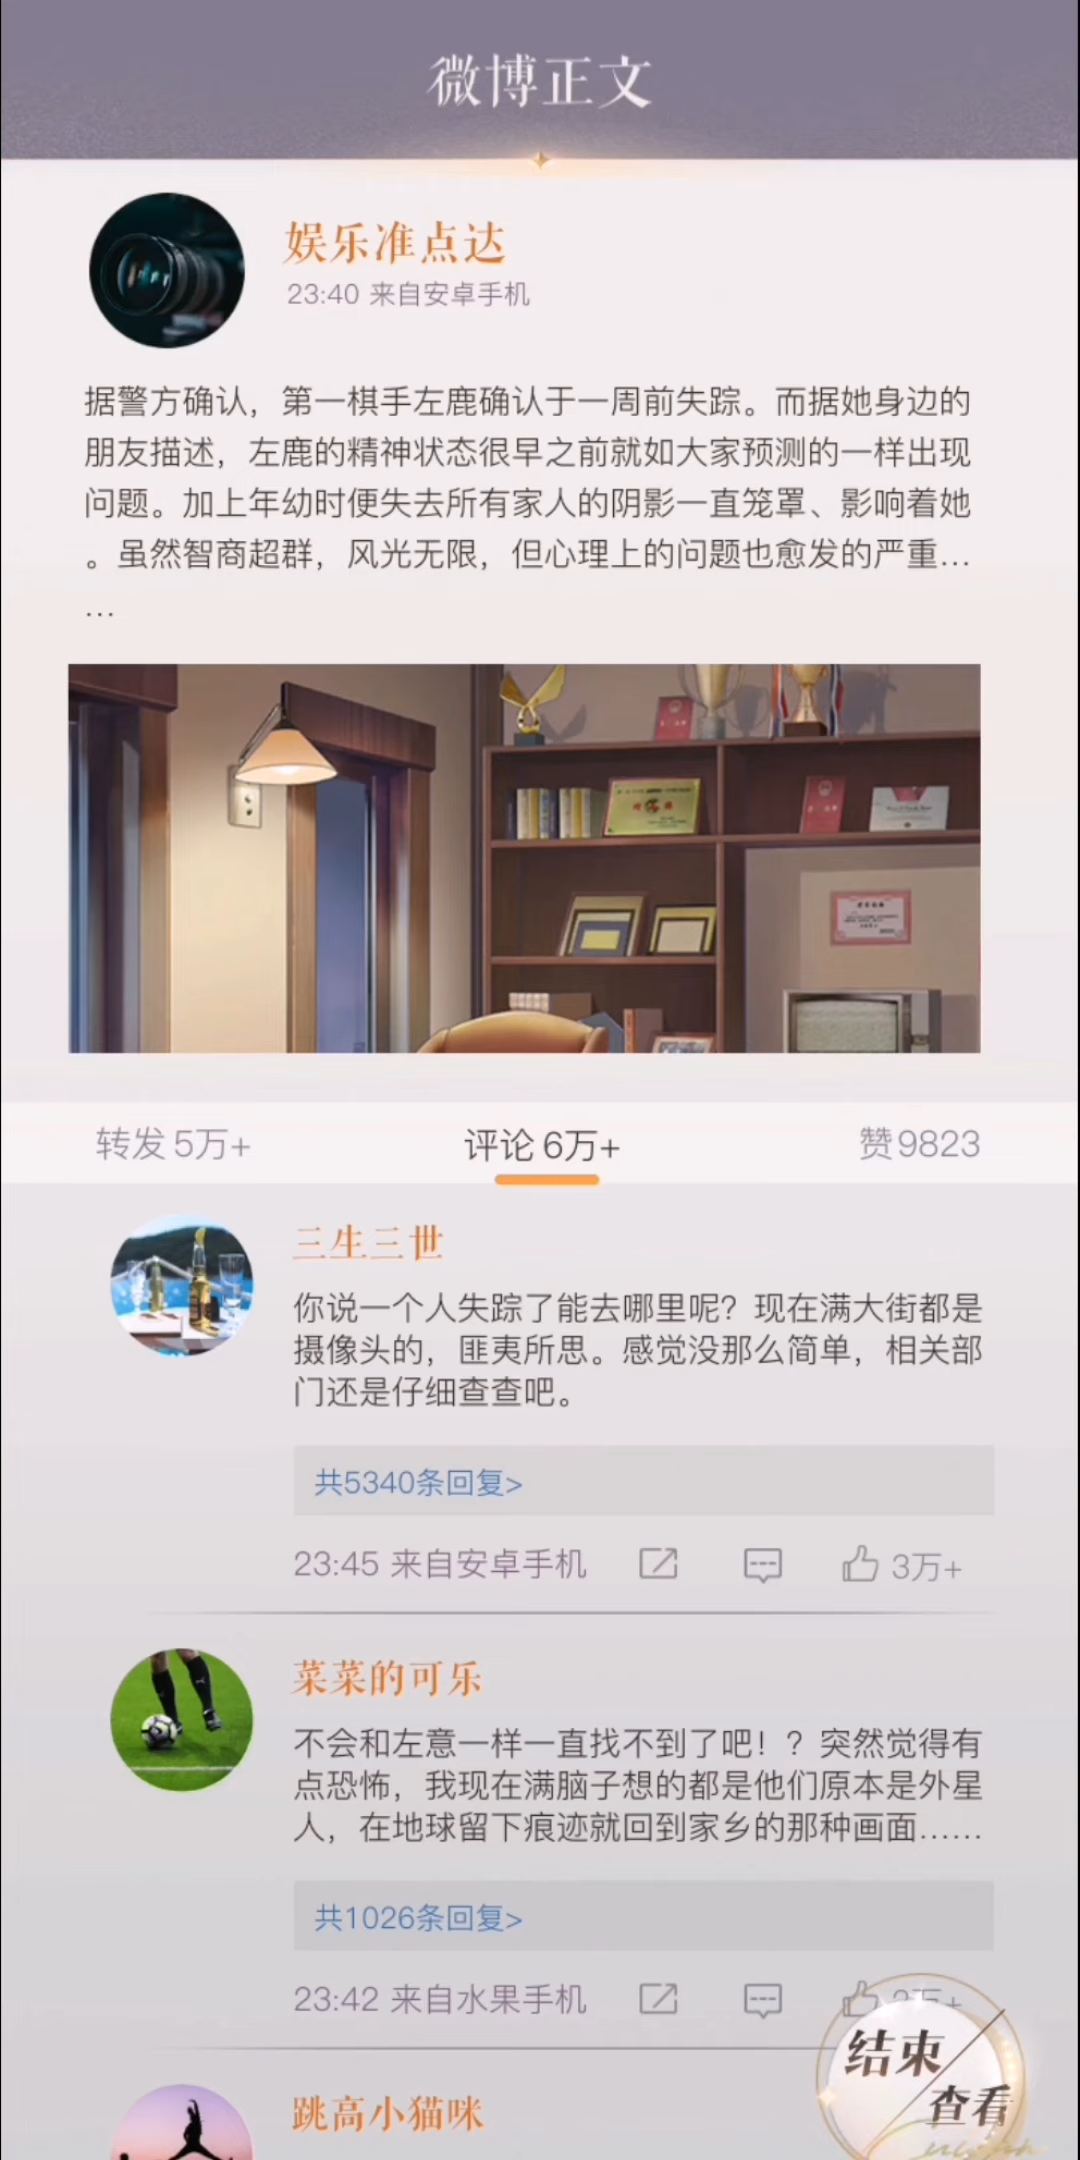 微博正文
娱乐准点达
23:40 来自安卓手机
据警方确认，第一棋手左鹿确认于一周前失踪。而据她身边的
朋友描述，左鹿的精神状态很早之前就如大家预测的一样出现
问题。加上年幼时便失去所有家人的阴影一直笼罩、影响着她
。虽然智商超群，风光无限，但心理上的问题也愈发的严重…
…
转发 5万+ 评论 6万+ 赞9823
三生三世
你说一个人失踪了能去哪里呢？现在满大街都是
摄像头的，匪夷所思。感觉没那么简单，相关部
门还是仔细查查吧。
共5340条回复>
23:45 来自安卓手机 3万+
菜菜的可乐
不会和左意一样一直找不到了吧！？突然觉得有
点恐怖，我现在满脑子想的都是他们原本是外星
人，在地球留下痕迹就回到家乡的那种画面……
共1026条回复>
23:42 来自水果手机
结束
查看
跳高小猫咪